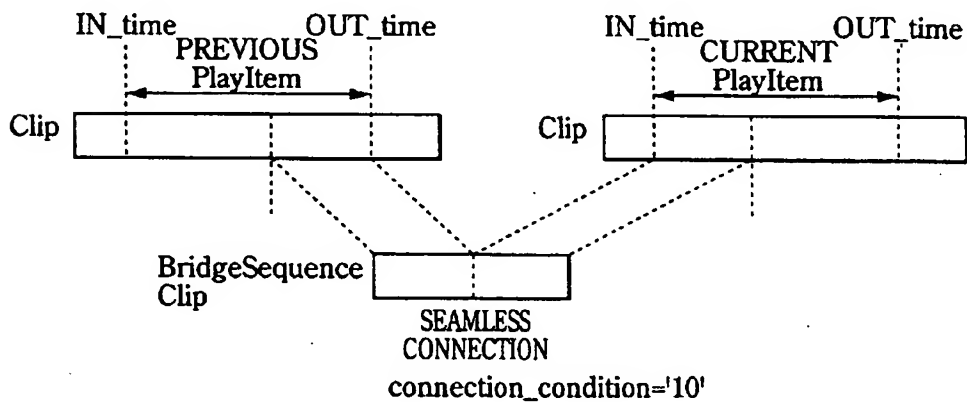 IN_time OUT_time IN_time OUT_time
PREVIOUS CURRENT
PlayItem PlayItem
Clip Clip
BridgeSequence
Clip
SEAMLESS
CONNECTION
connection_condition='10'